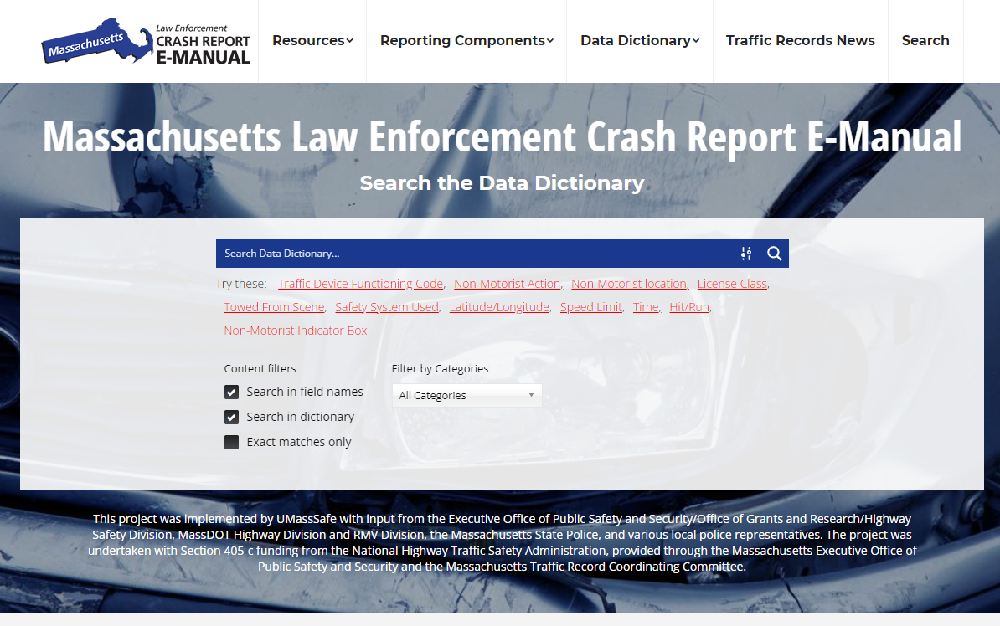 Massachusetts
Law Enforcement
CRASH REPORT
E-MANUAL
Resources
Reporting Components
Data Dictionary
Traffic Records News
Search
Massachusetts Law Enforcement Crash Report E-Manual
Search the Data Dictionary
Search Data Dictionary...
Try these: Traffic Device Functioning Code, Non-Motorist Action, Non-Motorist location, License Class,
Towed From Scene, Safety System Used, Latitude/Longitude, Speed Limit, Time, Hit/Run,
Non-Motorist Indicator Box
Content filters
Search in field names
Search in dictionary
Exact matches only
Filter by Categories
All Categories
This project was implemented by UMassSafe with input from the Executive Office of Public Safety and Security/Office of Grants and Research/Highway
Safety Division, MassDOT Highway Division and RMV Division, the Massachusetts State Police, and various local police representatives. The project was
undertaken with Section 405-c funding from the National Highway Traffic Safety Administration, provided through the Massachusetts Executive Office of
Public Safety and Security and the Massachusetts Traffic Record Coordinating Committee.